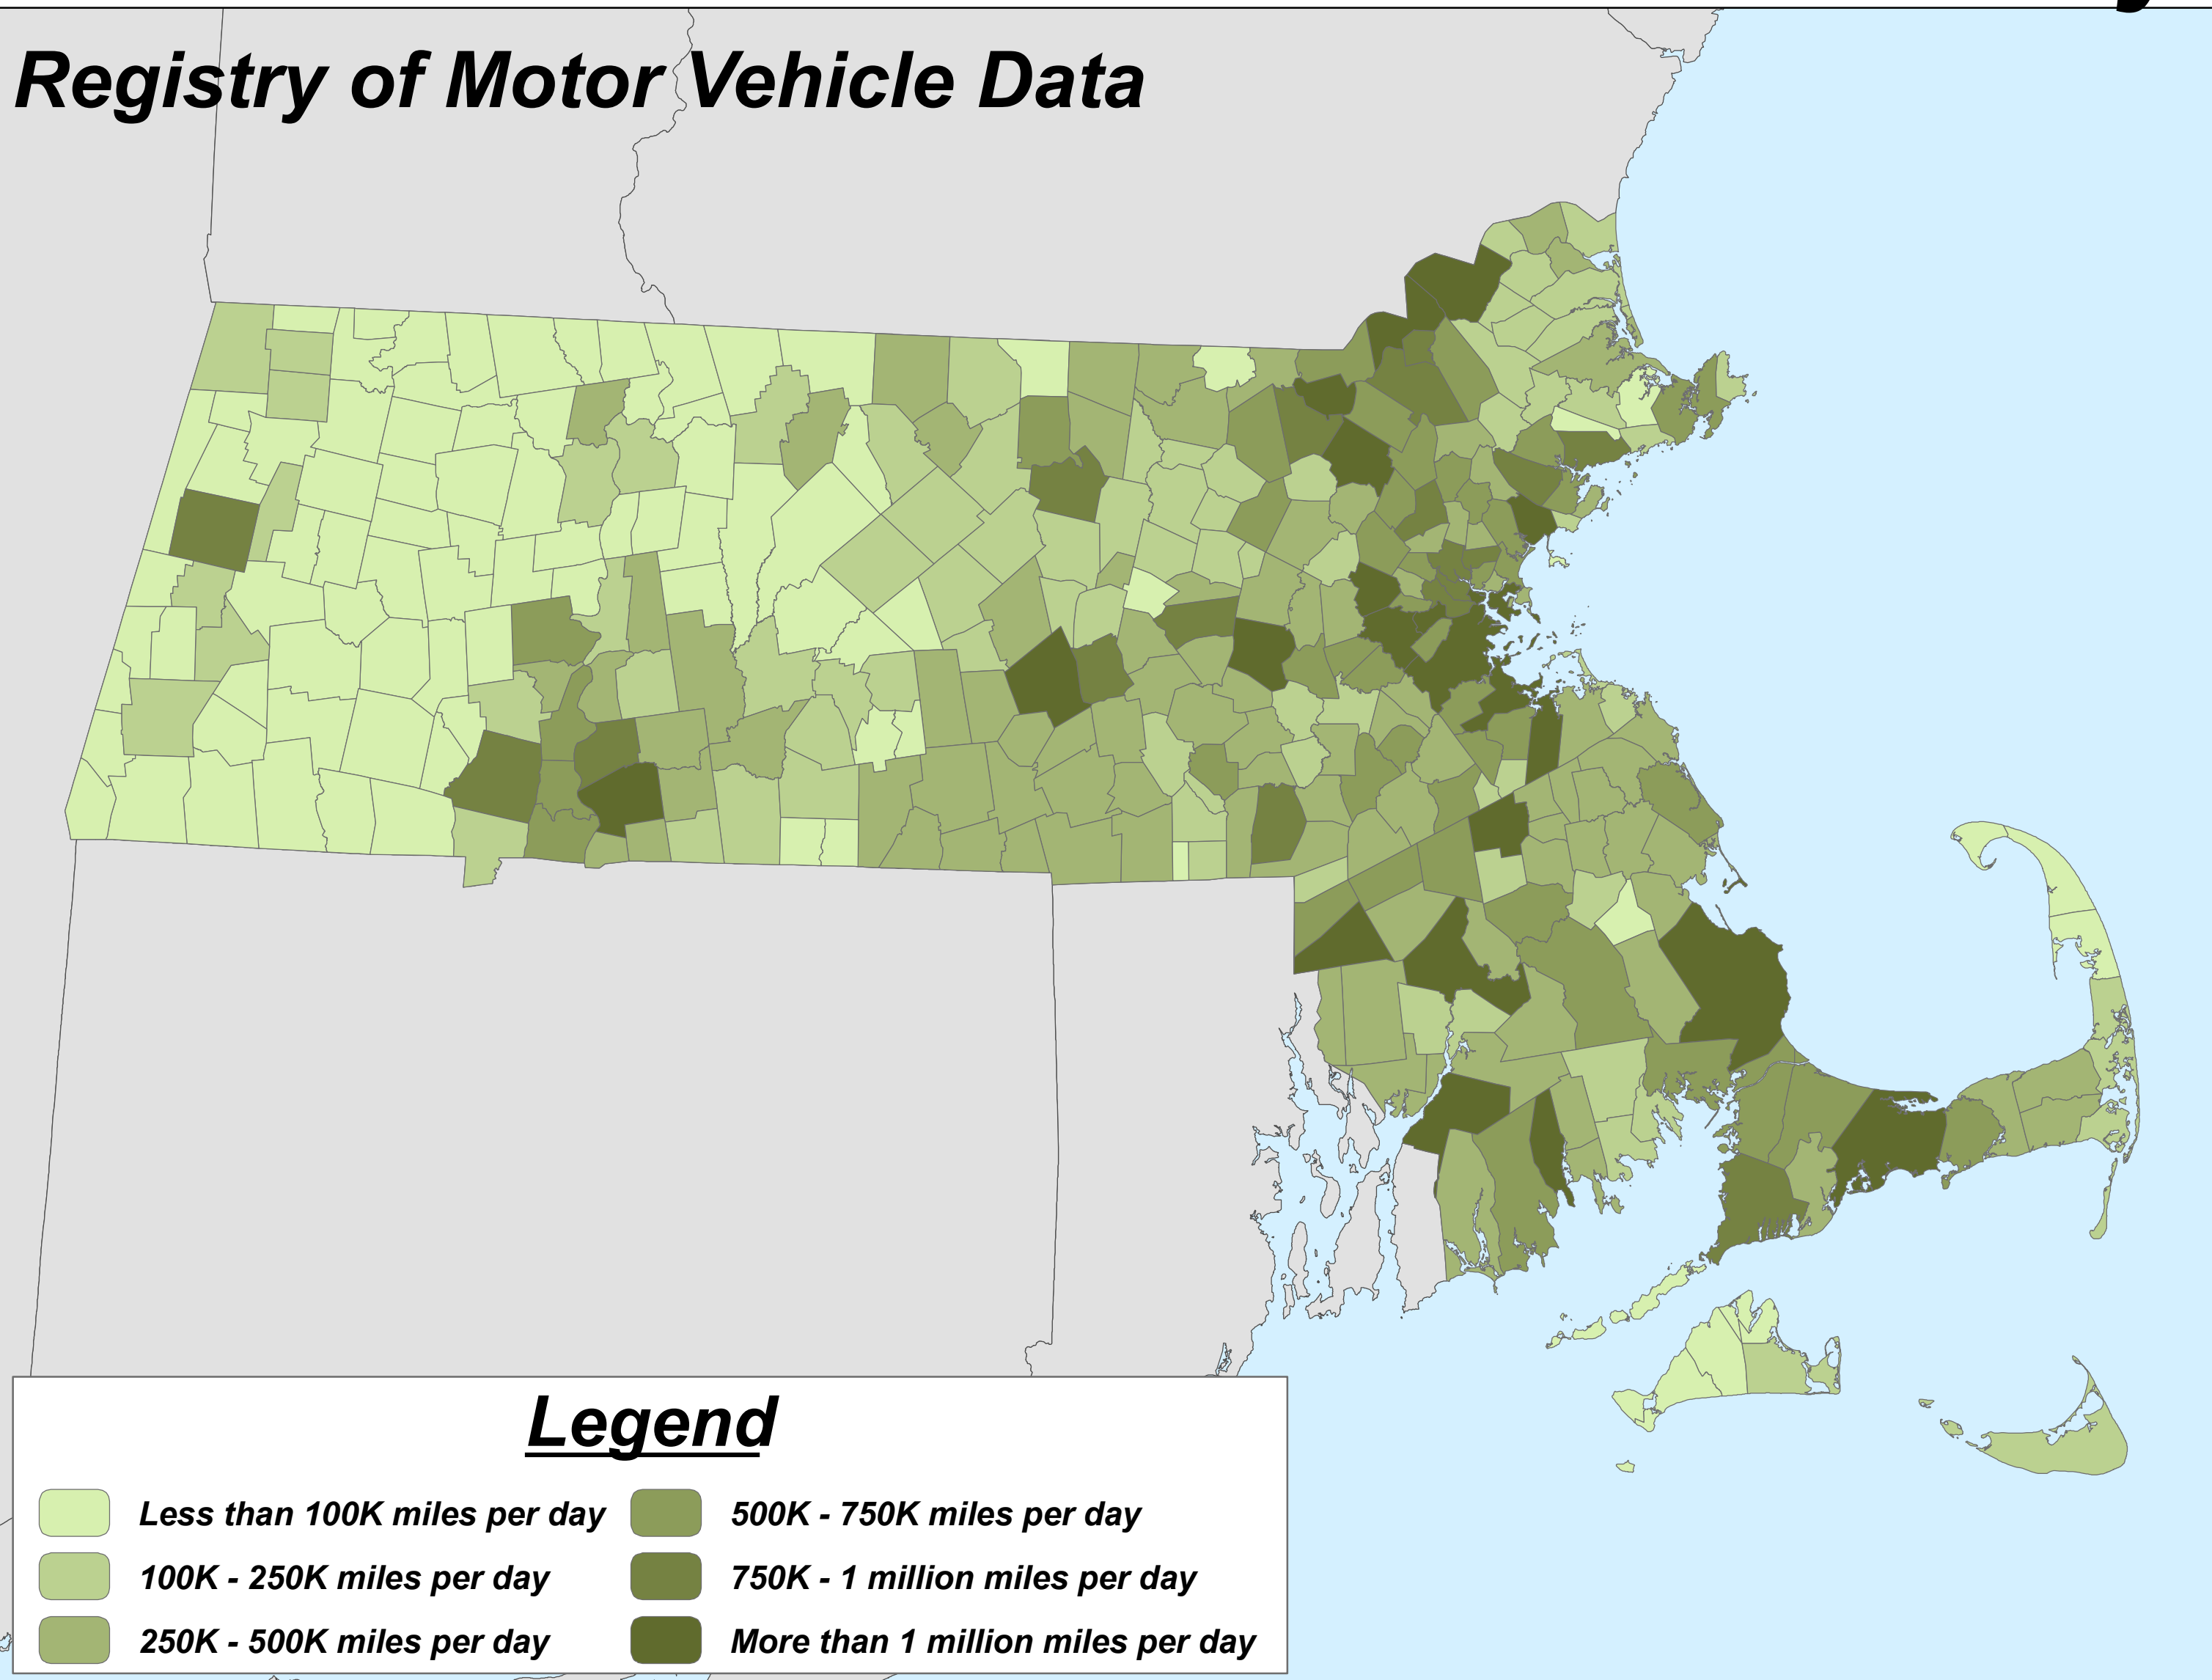 Registry of Motor Vehicle Data
Legend
Less than 100K miles per day
100K - 250K miles per day
250K - 500K miles per day
500K - 750K miles per day
750K - 1 million miles per day
More than 1 million miles per day